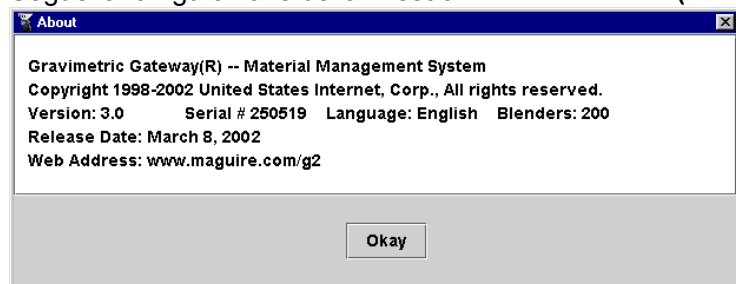 About
Gravimetric Gateway(R) -- Material Management System
Copyright 1998-2002 United States Internet, Corp., All rights reserved.
Version: 3.0 Serial # 250519 Language: English Blenders: 200
Release Date: March 8, 2002
Web Address: www.maguire.com/g2
Okay